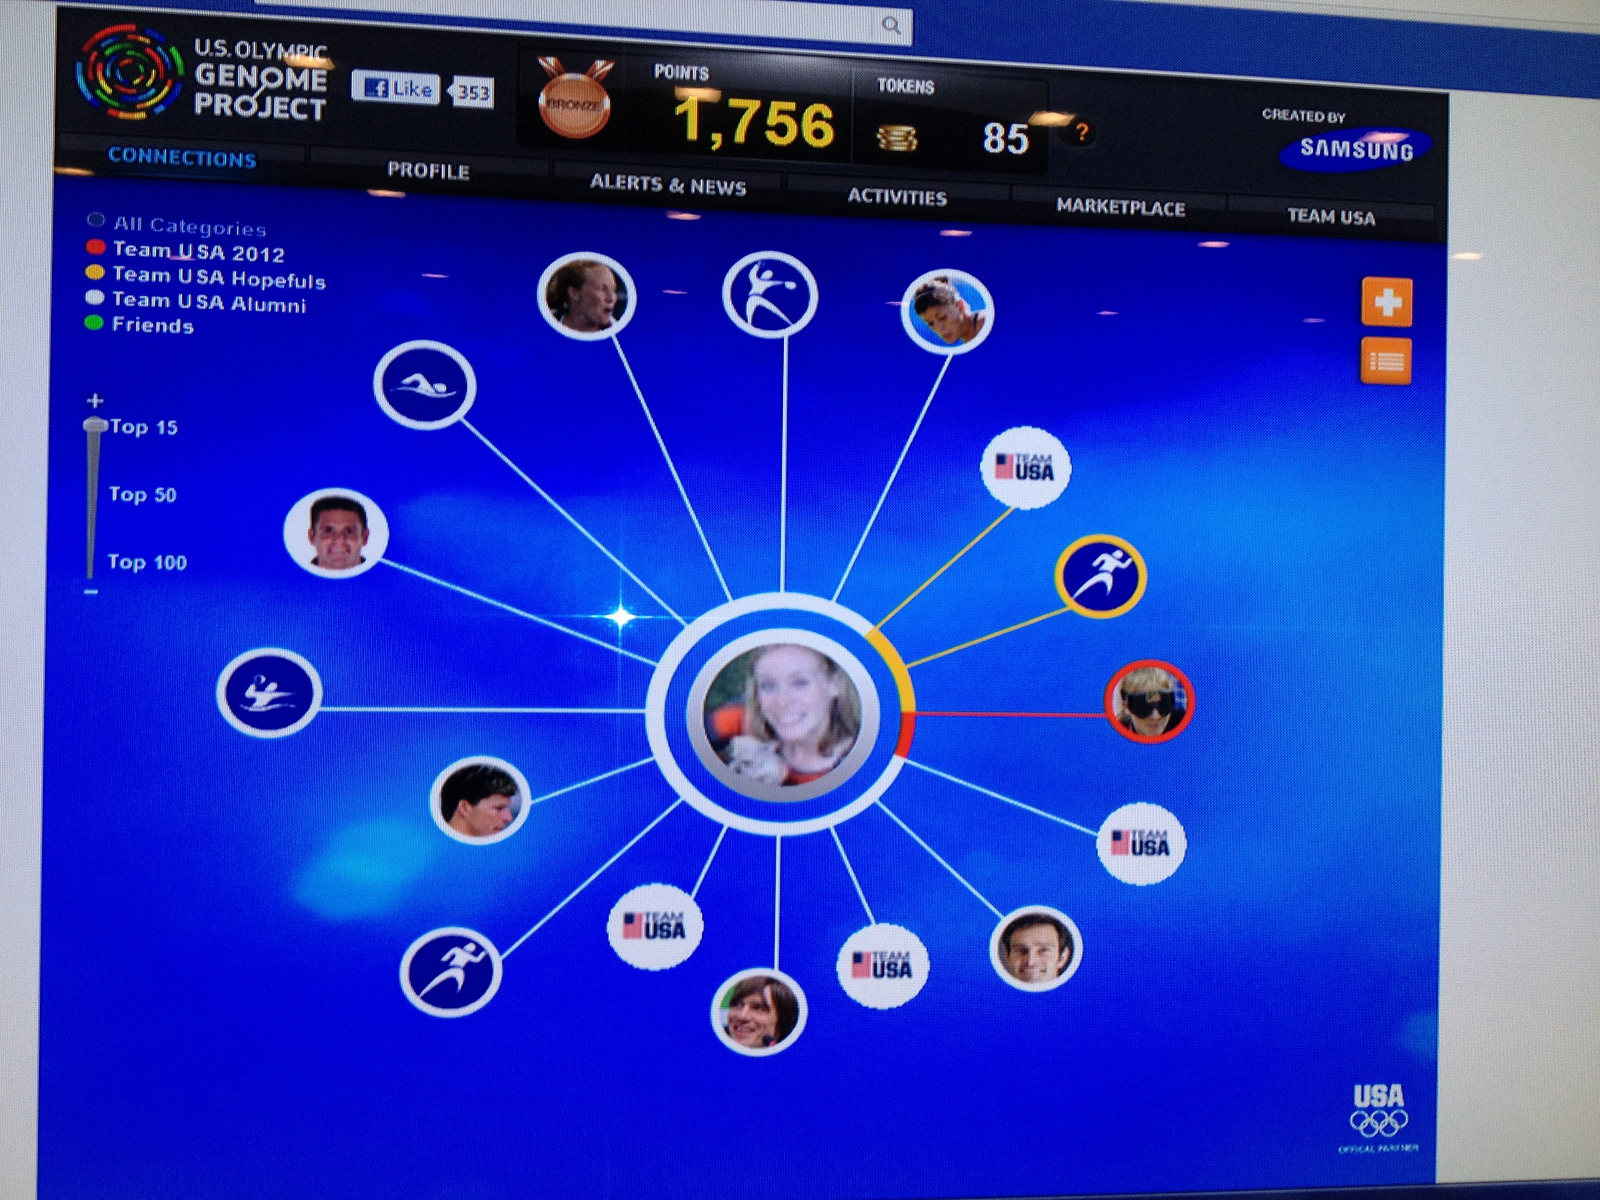 U.S. OLYMPIC
GENOME
PROJECT
Like
353
BRONZE
POINTS
1,756
TOKENS
85
?
CREATED BY
SAMSUNG
CONNECTIONS
PROFILE
ALERTS & NEWS
ACTIVITIES
MARKETPLACE
TEAM USA
All Categories
Team USA 2012
Team USA Hopefuls
Team USA Alumni
Friends
+
Top 15
Top 50
Top 100
−
TEAM
USA
TEAM
USA
TEAM
USA
TEAM
USA
USA
OFFICIAL PARTNER